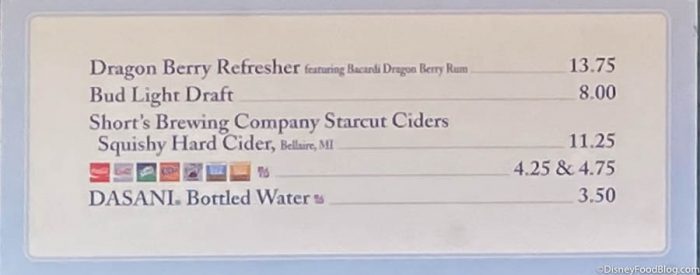 Dragon Berry Refresher featuring Bacardi Dragon Berry Rum 13.75
Bud Light Draft 8.00
Short's Brewing Company Starcut Ciders
Squishy Hard Cider, Bellaire, MI 11.25
4.25 & 4.75
DASANI® Bottled Water 3.50
©DisneyFoodBlog.com